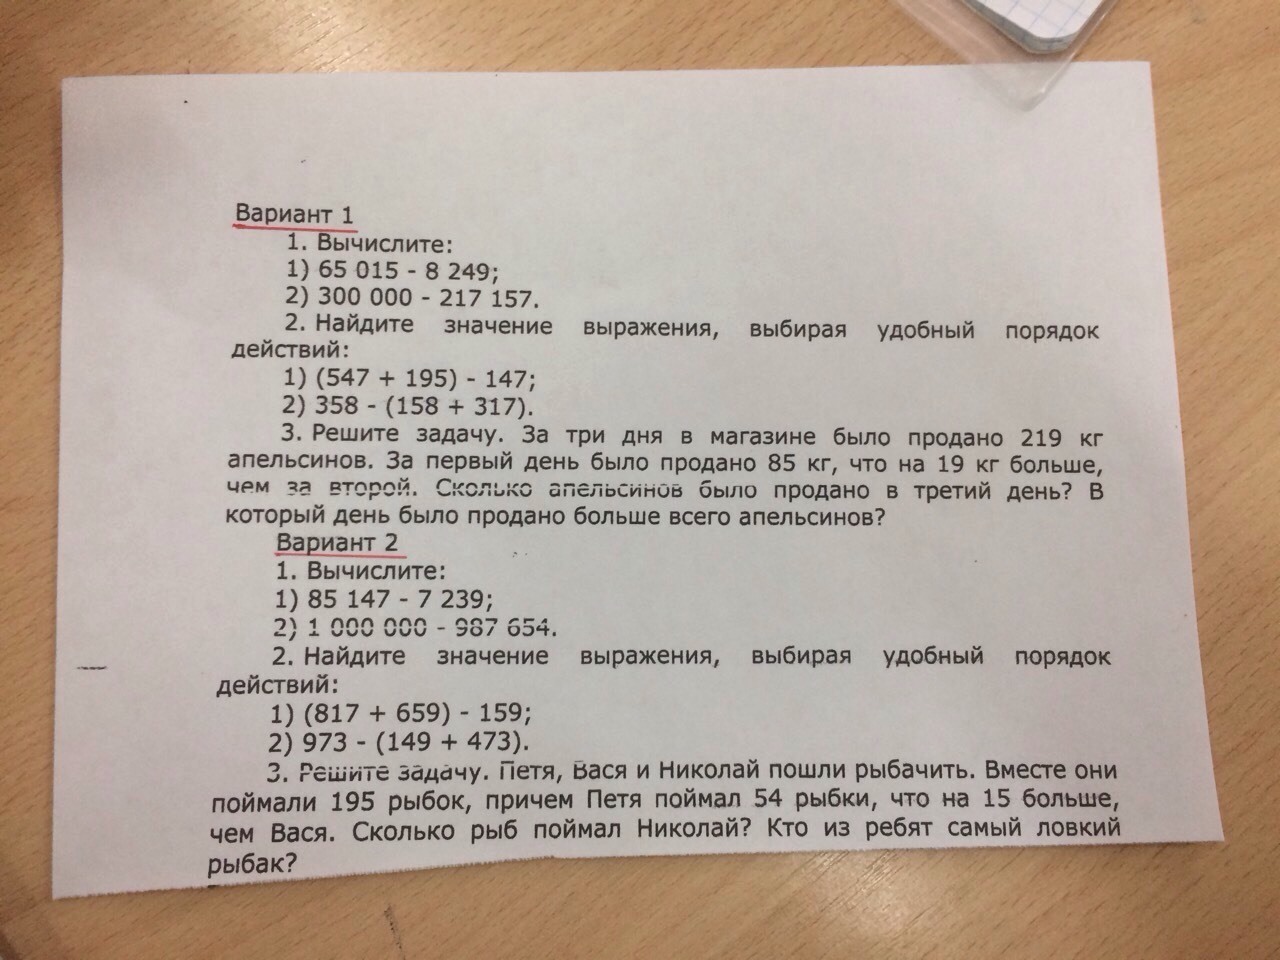 Вариант 1
1. Вычислите:
1) 65 015 - 8 249;
2) 300 000 - 217 157.
2. Найдите значение выражения, выбирая удобный порядок
действий:
1) (547 + 195) - 147;
2) 358 - (158 + 317).
3. Решите задачу. За три дня в магазине было продано 219 кг
апельсинов. За первый день было продано 85 кг, что на 19 кг больше,
чем за второй. Сколько апельсинов было продано в третий день? В
который день было продано больше всего апельсинов?
Вариант 2
1. Вычислите:
1) 85 147 - 7 239;
2) 1 000 000 - 987 654.
2. Найдите значение выражения, выбирая удобный порядок
действий:
1) (817 + 659) - 159;
2) 973 - (149 + 473).
3. Решите задачу. Петя, Вася и Николай пошли рыбачить. Вместе они
поймали 195 рыбок, причем Петя поймал 54 рыбки, что на 15 больше,
чем Вася. Сколько рыб поймал Николай? Кто из ребят самый ловкий
рыбак?